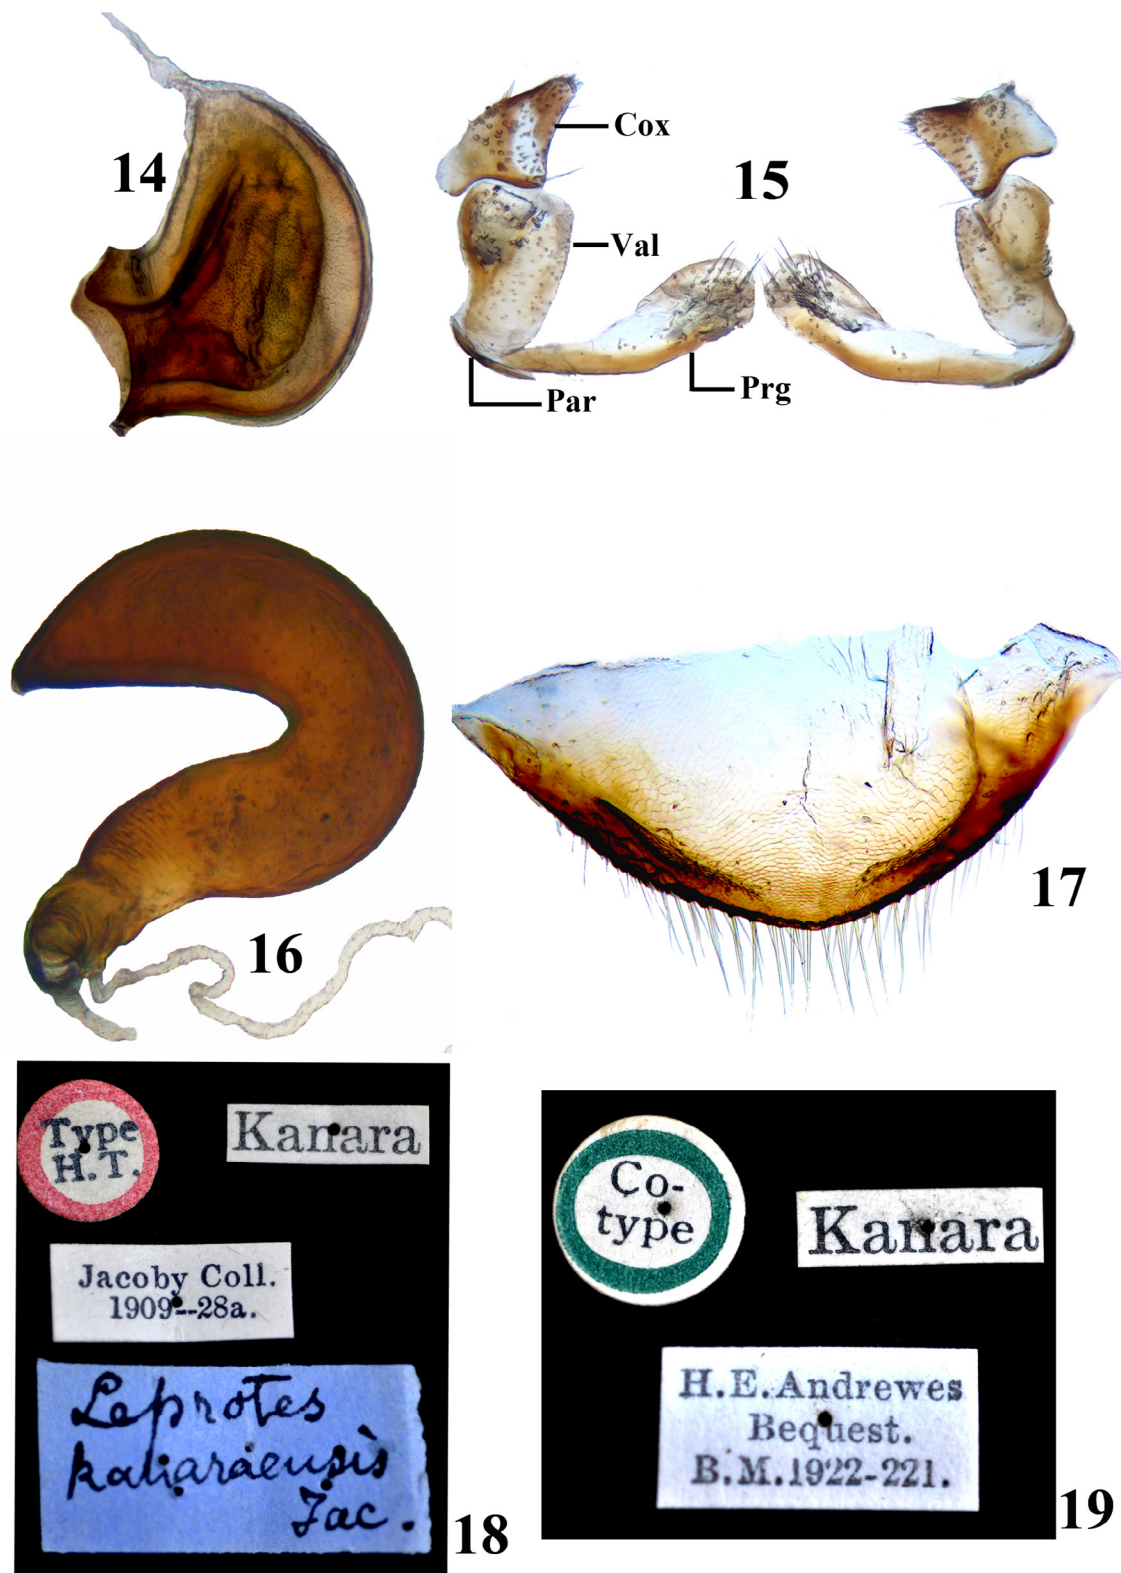 14
Cox
15
Val
Par
Prg
16
17
Type
H.T.
Kanara
Jacoby Coll.
1909--28a.
Leprotes
kanaraensis
Jac.
18
Co-
type
Kanara
H.E.Andrewes
Bequest.
B.M.1922-221.
19